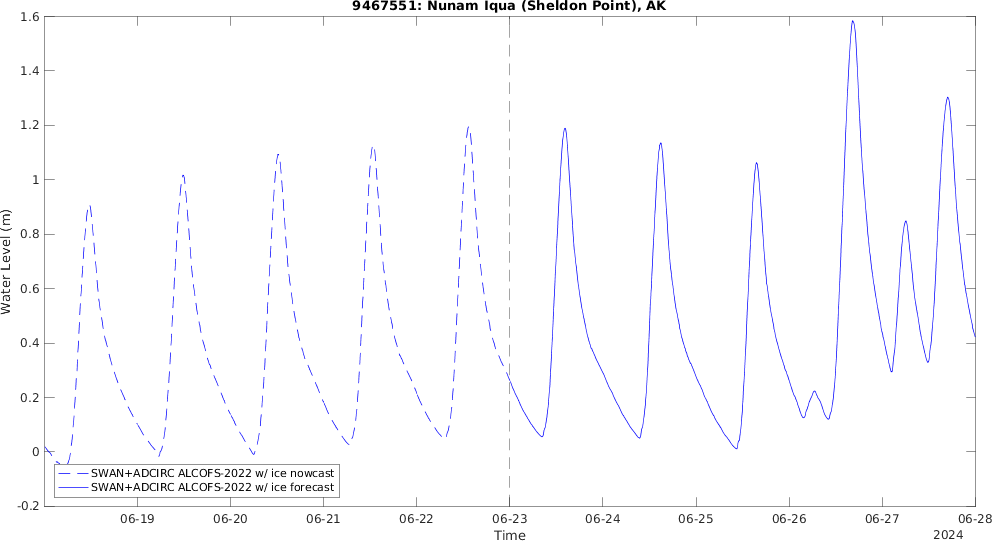 9467551: Nunam Iqua (Sheldon Point), AK
Water Level (m)
1.6
1.4
1.2
1
0.8
0.6
0.4
0.2
0
-0.2
SWAN+ADCIRC ALCOFS-2022 w/ ice nowcast
SWAN+ADCIRC ALCOFS-2022 w/ ice forecast
06-19 06-20 06-21 06-22 06-23 06-24 06-25 06-26 06-27 06-28
Time
2024